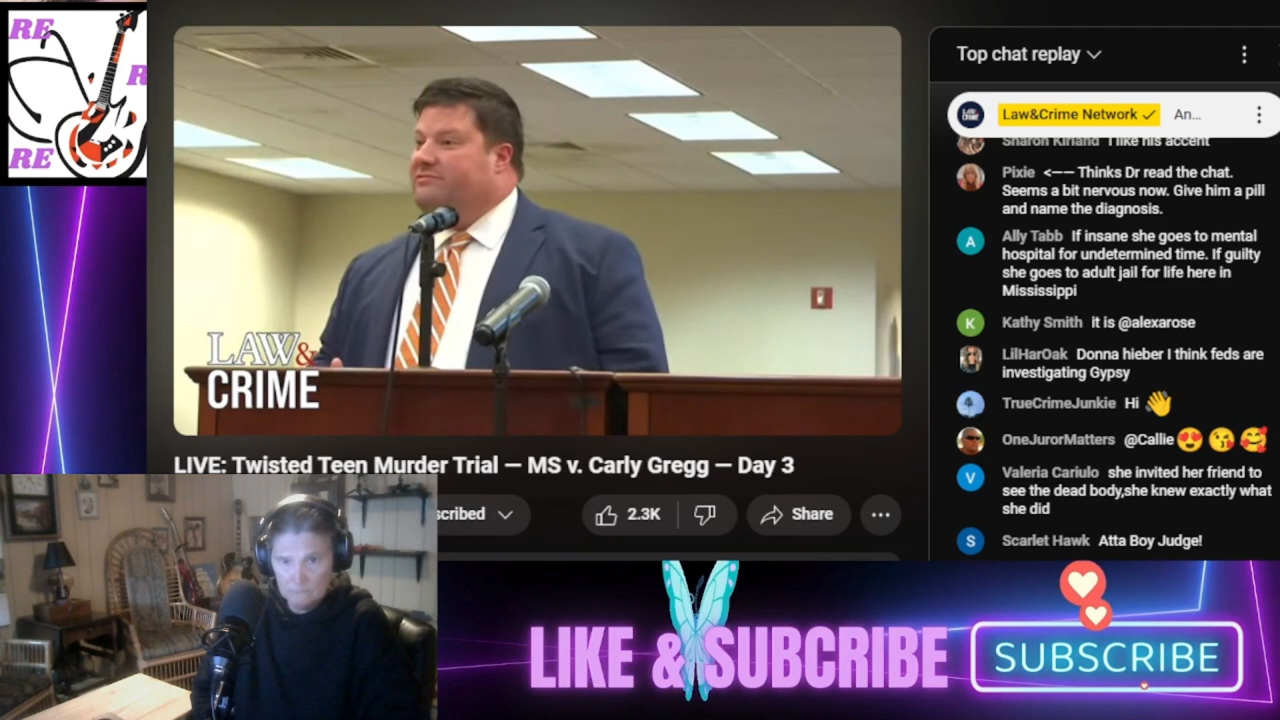 RE
R
RE
LAW&
CRIME
LIVE: Twisted Teen Murder Trial — MS v. Carly Gregg — Day 3
scribed
2.3K
Share
Top chat replay
Law&Crime Network
An...
Sharon Kirland I like his accent
Pixie <—— Thinks Dr read the chat.
Seems a bit nervous now. Give him a pill
and name the diagnosis.
A
Ally Tabb If insane she goes to mental
hospital for undetermined time. If guilty
she goes to adult jail for life here in
Mississippi
K
Kathy Smith it is @alexarose
LilHarOak Donna hieber I think feds are
investigating Gypsy
TrueCrimeJunkie Hi 👋
OneJurorMatters @Callie 😍 😘 🥰
V
Valeria Cariulo she invited her friend to
see the dead body,she knew exactly what
she did
S
Scarlet Hawk Atta Boy Judge!
LIKE & SUBCRIBE
SUBSCRIBE